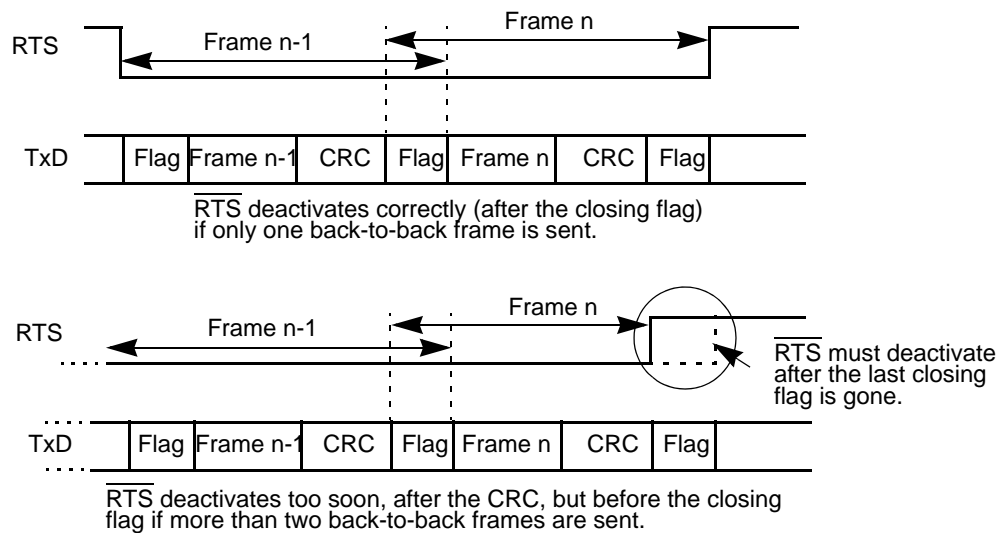 Frame n
RTS
Frame n-1
TxD
Flag Frame n-1 CRC Flag Frame n CRC Flag
RTS deactivates correctly (after the closing flag)
if only one back-to-back frame is sent.
Frame n
RTS
Frame n-1
RTS must deactivate
after the last closing
flag is gone.
TxD
Flag Frame n-1 CRC Flag Frame n CRC Flag
RTS deactivates too soon, after the CRC, but before the closing
flag if more than two back-to-back frames are sent.